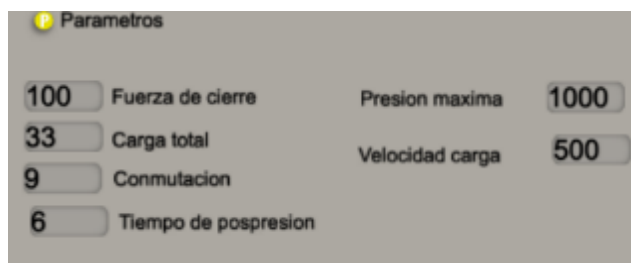 P Parametros
100 Fuerza de cierre
Presion maxima 1000
33 Carga total
Velocidad carga 500
9 Conmutacion
6 Tiempo de pospresion